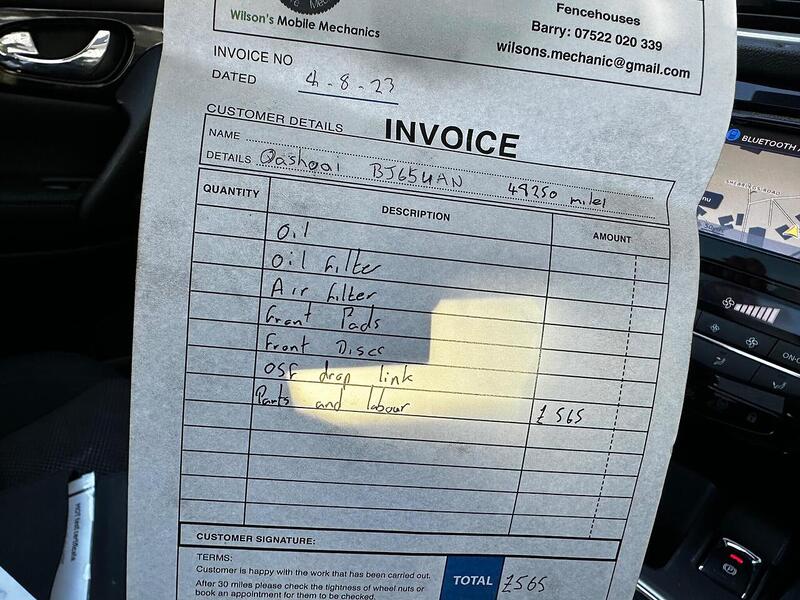 Wilson's Mobile Mechanics
Fencehouses
Barry: 07522 020 339
wilsons.mechanic@gmail.com
INVOICE NO
DATED 4-8-23
CUSTOMER DETAILS
INVOICE
NAME
DETAILS Qashqai BJ65UAN 48250 miles
QUANTITY DESCRIPTION AMOUNT
Oil
Oil Filter
Air Filter
Front Pads
Front Discs
OSF drop link
Parts and labour £565
CUSTOMER SIGNATURE:
TERMS:
Customer is happy with the work that has been carried out.
After 30 miles please check the tightness of wheel nuts or
book an appointment for them to be checked.
TOTAL £565
BLUETOOTH
MOT test certificate